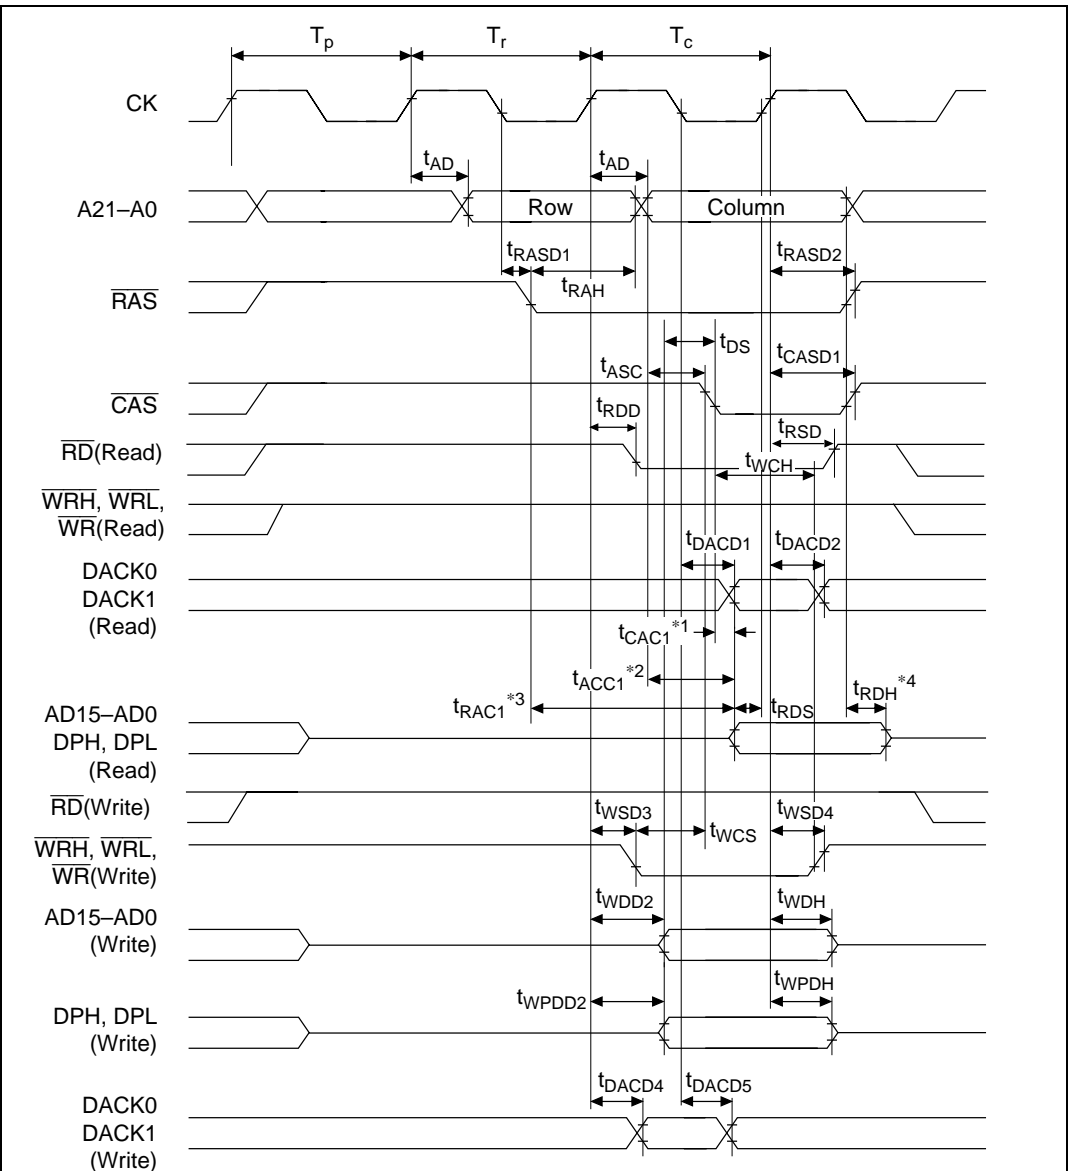 Tp Tr Tc
CK
tAD tAD
A21–A0 Row Column
tRASD1 tRASD2
RAS tRAH
tDS
tASC tCASD1
CAS
tRDD
RD(Read) tRSD
tWCH
WRH, WRL,
WR(Read)
tDACD1 tDACD2
DACK0
DACK1
(Read)
tCAC1*1
tACC1*2
tRAC1*3 tRDS tRDH*4
AD15–AD0
DPH, DPL
(Read)
RD(Write)
tWSD3 tWCS tWSD4
WRH, WRL,
WR(Write)
tWDD2 tWDH
AD15–AD0
(Write)
tWPDD2 tWPDH
DPH, DPL
(Write)
tDACD4 tDACD5
DACK0
DACK1
(Write)